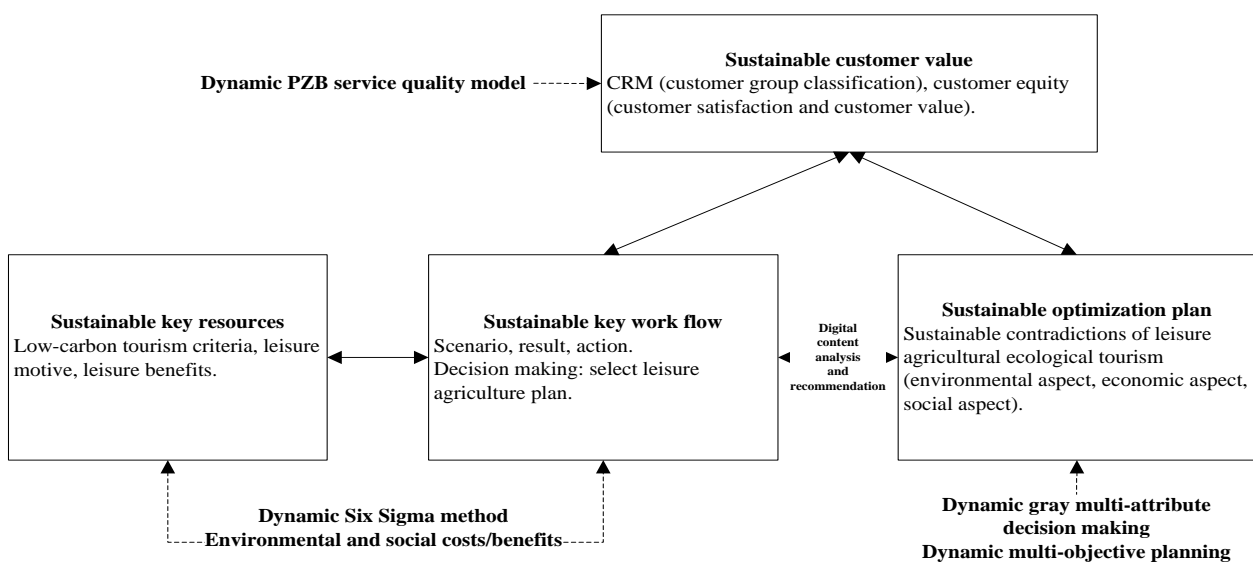 Sustainable customer value
CRM (customer group classification), customer equity
(customer satisfaction and customer value).
Dynamic PZB service quality model
Sustainable key resources
Low-carbon tourism criteria, leisure
motive, leisure benefits.
Sustainable key work flow
Scenario, result, action.
Decision making: select leisure
agriculture plan.
Digital
content
analysis
and
recommendation
Sustainable optimization plan
Sustainable contradictions of leisure
agricultural ecological tourism
(environmental aspect, economic aspect,
social aspect).
Dynamic Six Sigma method
Environmental and social costs/benefits
Dynamic gray multi-attribute
decision making
Dynamic multi-objective planning